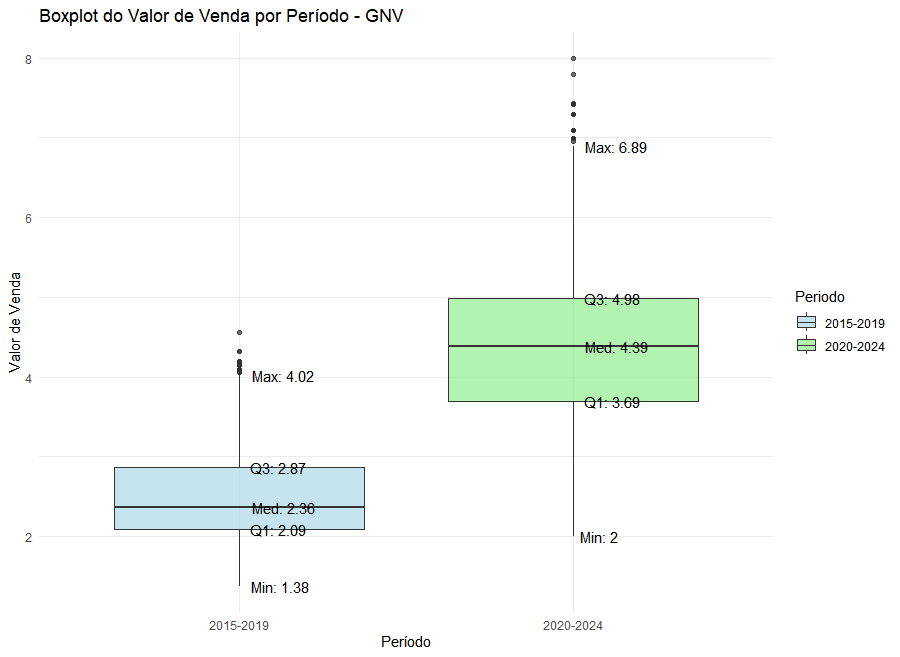 Boxplot do Valor de Venda por Período - GNV
Valor de Venda
8
6
4
2
Max: 4.02
Q3: 2.87
Med: 2.36
Q1: 2.09
Min: 1.38
Max: 6.89
Q3: 4.98
Med: 4.39
Q1: 3.69
Min: 2
2015-2019
2020-2024
Período
Periodo
2015-2019
2020-2024